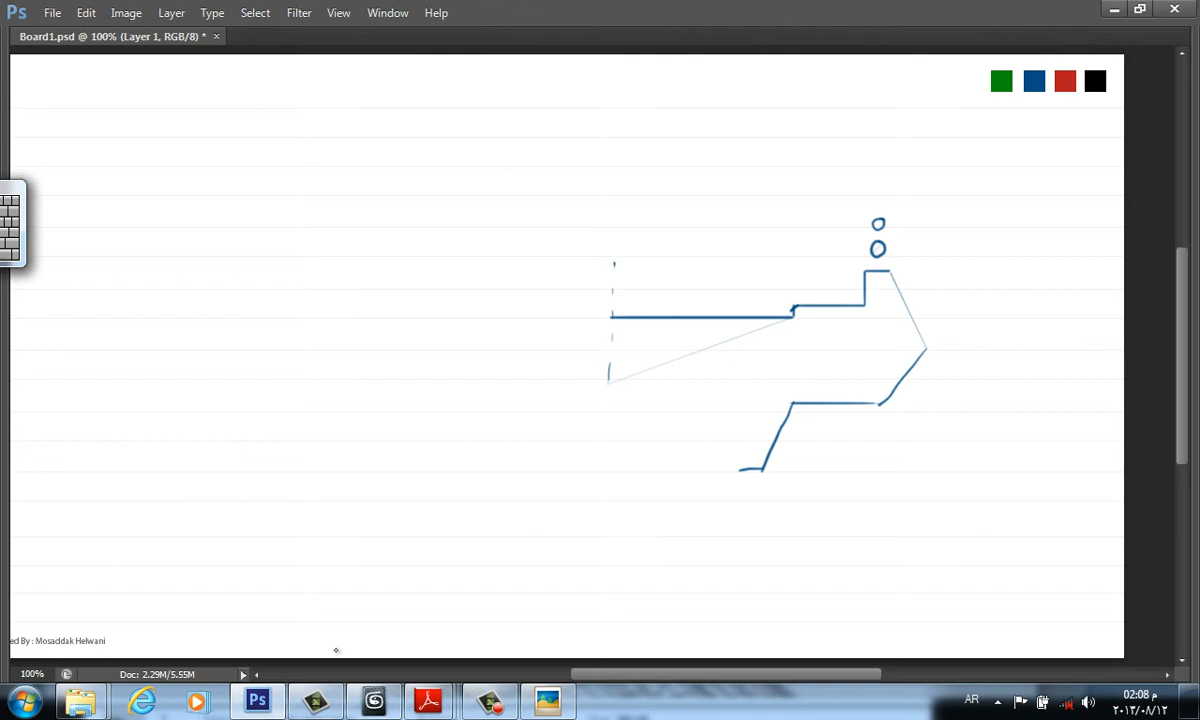 Ps File Edit Image Layer Type Select Filter View Window Help
Board1.psd @ 100% (Layer 1, RGB/8) * ×
ed By : Mosaddak Helwani
100% Doc: 2.29M/5.55M
Ps
AR
02:08 م
٢٠١٣/٠٨/١٢